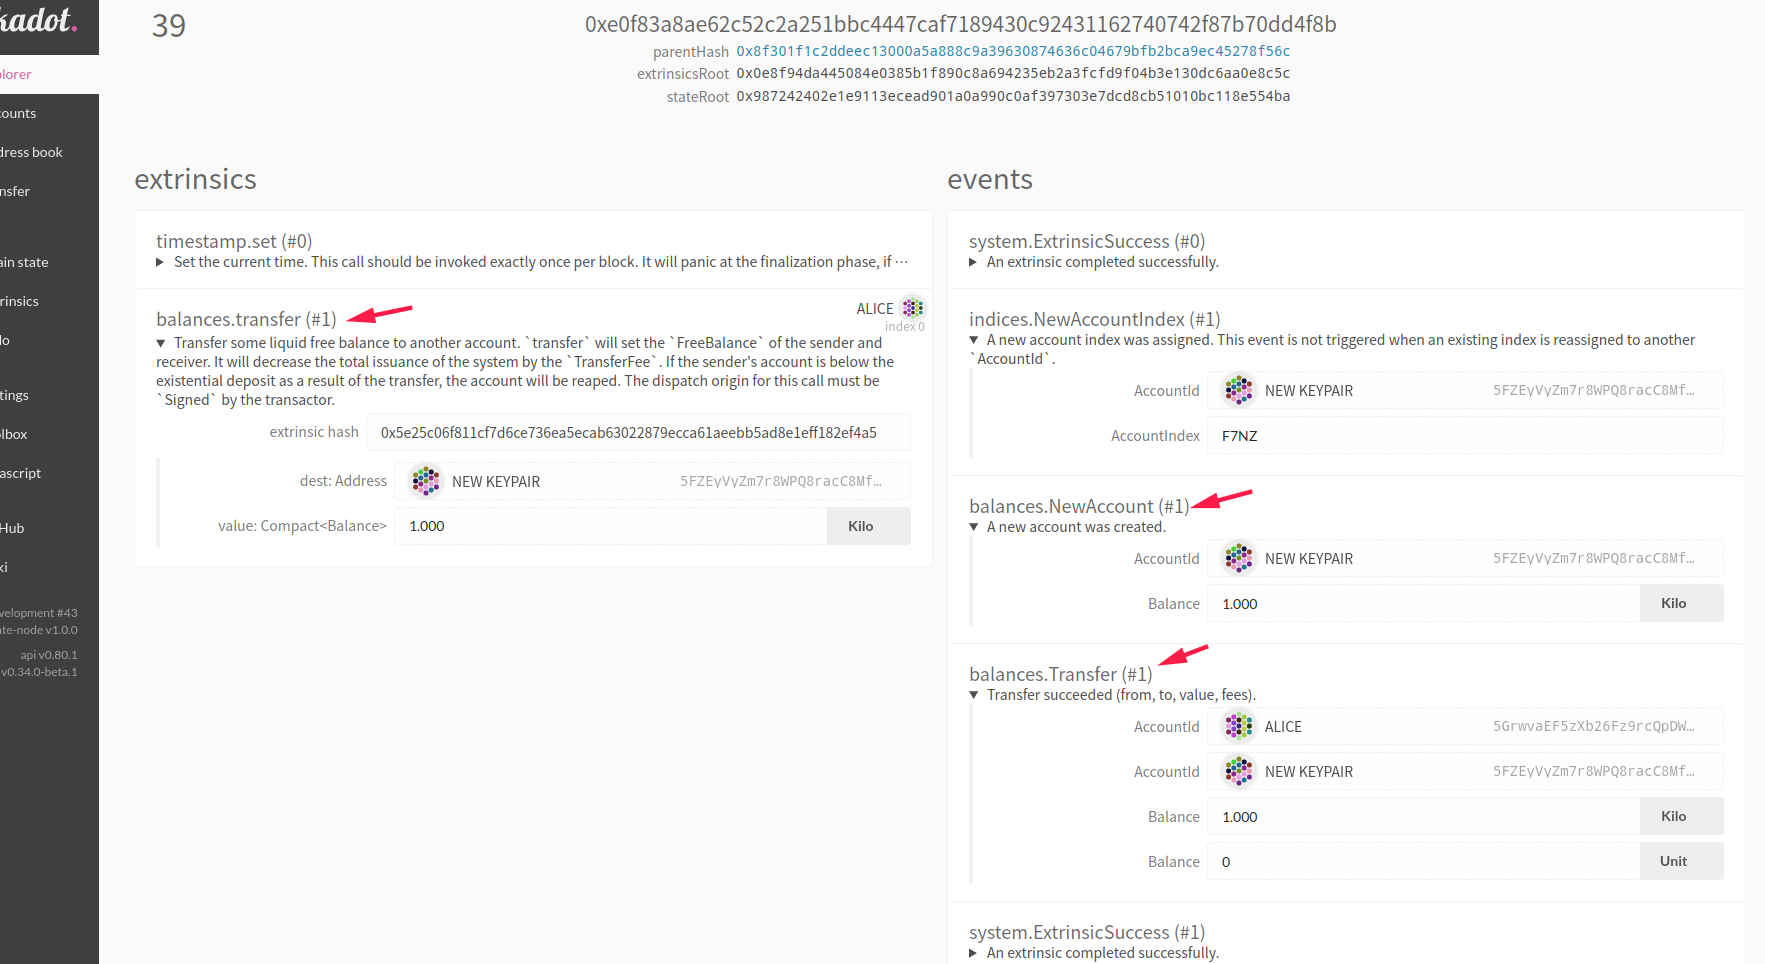 kadot.
lorer
counts
dress book
nsfer
ain state
rinsics
lo
tings
lbox
ascript
Hub
ki
velopment #43
te-node v1.0.0
api v0.80.1
v0.34.0-beta.1
39
0xe0f83a8ae62c52c2a251bbc4447caf7189430c92431162740742f87b70dd4f8b
parentHash 0x8f301f1c2ddeec13000a5a888c9a39630874636c04679bfb2bca9ec45278f56c
extrinsicsRoot 0x0e8f94da445084e0385b1f890c8a694235eb2a3fcfd9f04b3e130dc6aa0e8c5c
stateRoot 0x987242402e1e9113ecead901a0a990c0af397303e7dcd8cb51010bc118e554ba
extrinsics
timestamp.set (#0)
Set the current time. This call should be invoked exactly once per block. It will panic at the finalization phase, if ···
balances.transfer (#1)
ALICE
index 0
Transfer some liquid free balance to another account. `transfer` will set the `FreeBalance` of the sender and
receiver. It will decrease the total issuance of the system by the `TransferFee`. If the sender's account is below the
existential deposit as a result of the transfer, the account will be reaped. The dispatch origin for this call must be
`Signed` by the transactor.
extrinsic hash 0x5e25c06f811cf7d6ce736ea5ecab63022879ecca61aeebb5ad8e1eff182ef4a5
dest: Address NEW KEYPAIR 5FZEyVyZm7r8WPQ8racC8Mf…
value: Compact<Balance> 1.000 Kilo
events
system.ExtrinsicSuccess (#0)
An extrinsic completed successfully.
indices.NewAccountIndex (#1)
A new account index was assigned. This event is not triggered when an existing index is reassigned to another
`AccountId`.
AccountId NEW KEYPAIR 5FZEyVyZm7r8WPQ8racC8Mf…
AccountIndex F7NZ
balances.NewAccount (#1)
A new account was created.
AccountId NEW KEYPAIR 5FZEyVyZm7r8WPQ8racC8Mf…
Balance 1.000 Kilo
balances.Transfer (#1)
Transfer succeeded (from, to, value, fees).
AccountId ALICE 5GrwvaEF5zXb26Fz9rcQpDW…
AccountId NEW KEYPAIR 5FZEyVyZm7r8WPQ8racC8Mf…
Balance 1.000 Kilo
Balance 0 Unit
system.ExtrinsicSuccess (#1)
An extrinsic completed successfully.